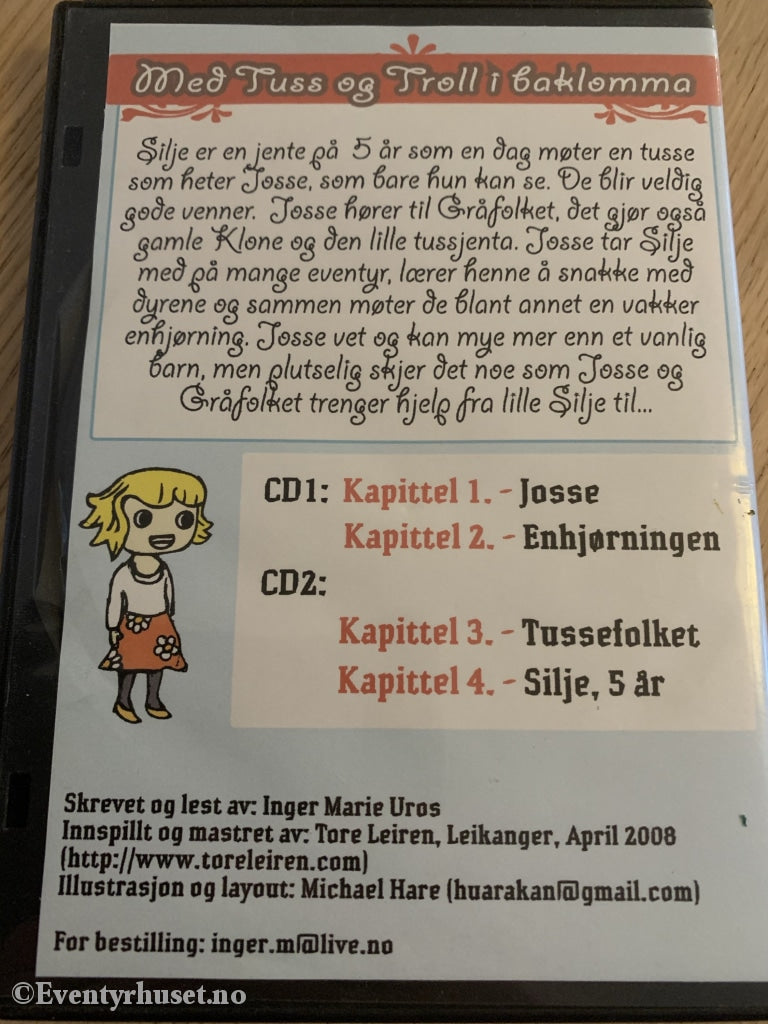 Med Tuss og Troll i baklomma
Silje er en jente på 5 år som en dag møter en tusse
som heter Josse, som bare hun kan se. De blir veldig
gode venner. Josse hører til Gråfolket, det gjør også
gamle Klone og den lille tussjenta. Josse tar Silje
med på mange eventyr, lærer henne å snakke med
dyrene og sammen møter de blant annet en vakker
enhjørning. Josse vet og kan mye mer enn et vanlig
barn, men plutselig skjer det noe som Josse og
Gråfolket trenger hjelp fra lille Silje til...
CD1: Kapittel 1. - Josse
Kapittel 2. - Enhjørningen
CD2:
Kapittel 3. - Tussefolket
Kapittel 4. - Silje, 5 år
Skrevet og lest av: Inger Marie Uros
Innspillt og mastret av: Tore Leiren, Leikanger, April 2008
(http://www.toreleiren.com)
Illustrasjon og layout: Michael Hare (huarakan@gmail.com)
For bestilling: inger.m@live.no
©Eventyrhuset.no